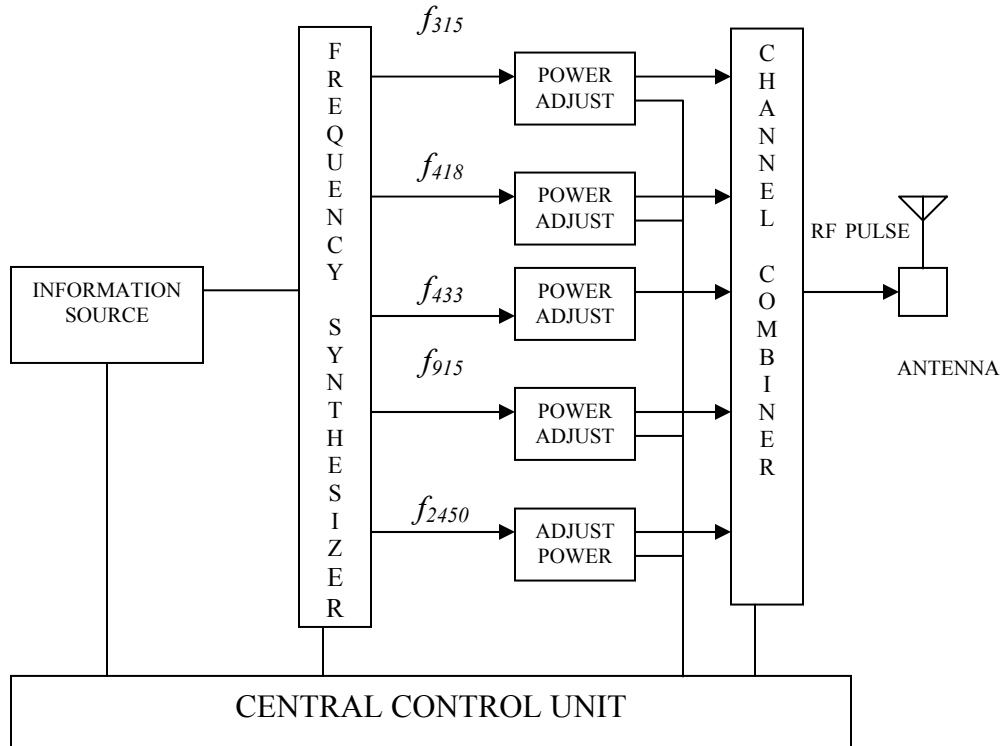 f315
POWER
ADJUST
f418
POWER
ADJUST
f433
POWER
ADJUST
f915
POWER
ADJUST
f2450
ADJUST
POWER
INFORMATION
SOURCE
FREQUENCY SYNTHESIZER
CHANNEL COMBINER
RF PULSE
ANTENNA
CENTRAL CONTROL UNIT